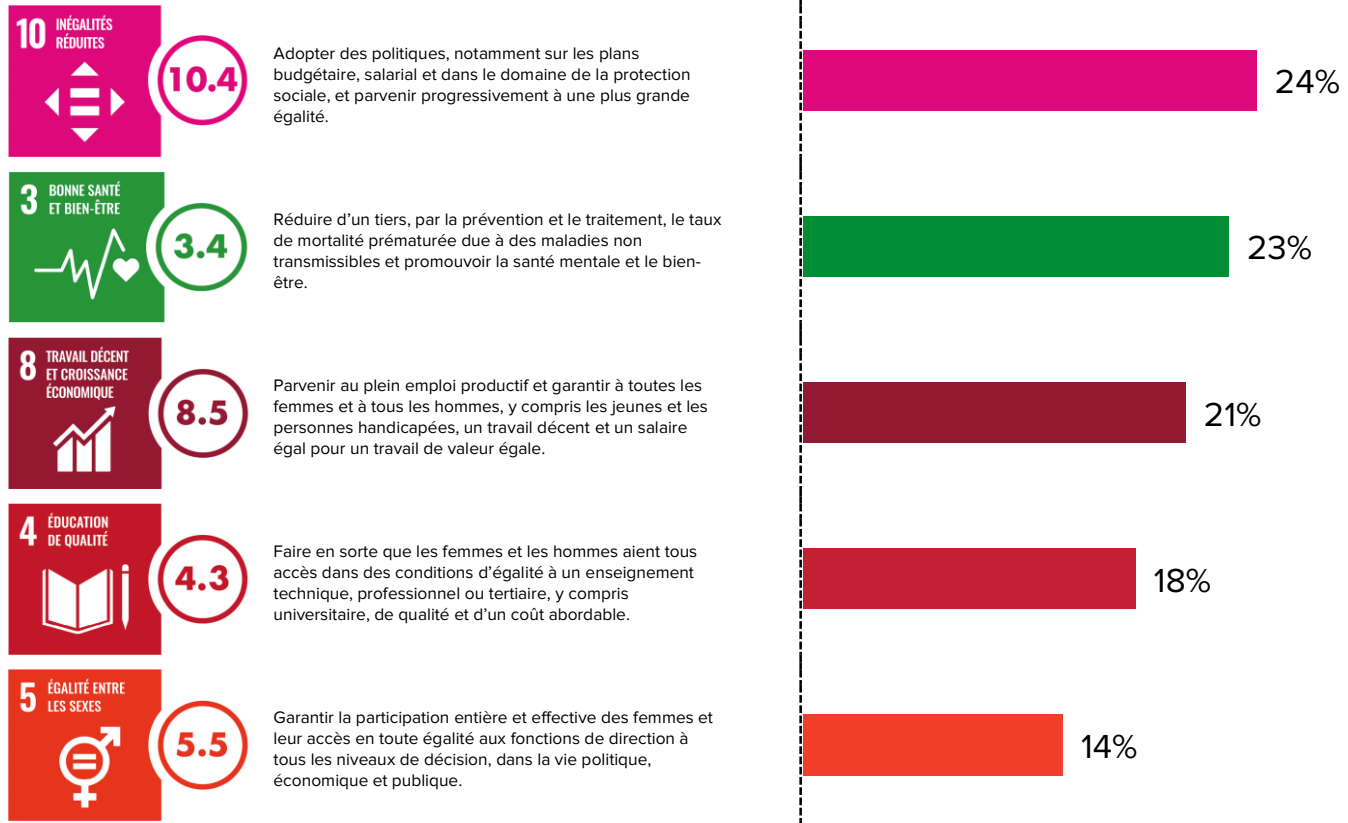 10 INÉGALITÉS
RÉDUITES
10.4
Adopter des politiques, notamment sur les plans
budgétaire, salarial et dans le domaine de la protection
sociale, et parvenir progressivement à une plus grande
égalité.
24%
3 BONNE SANTÉ
ET BIEN-ÊTRE
3.4
Réduire d’un tiers, par la prévention et le traitement, le taux
de mortalité prématurée due à des maladies non
transmissibles et promouvoir la santé mentale et le bien-
être.
23%
8 TRAVAIL DÉCENT
ET CROISSANCE
ÉCONOMIQUE
8.5
Parvenir au plein emploi productif et garantir à toutes les
femmes et à tous les hommes, y compris les jeunes et les
personnes handicapées, un travail décent et un salaire
égal pour un travail de valeur égale.
21%
4 ÉDUCATION
DE QUALITÉ
4.3
Faire en sorte que les femmes et les hommes aient tous
accès dans des conditions d’égalité à un enseignement
technique, professionnel ou tertiaire, y compris
universitaire, de qualité et d’un coût abordable.
18%
5 ÉGALITÉ ENTRE
LES SEXES
5.5
Garantir la participation entière et effective des femmes et
leur accès en toute égalité aux fonctions de direction à
tous les niveaux de décision, dans la vie politique,
économique et publique.
14%